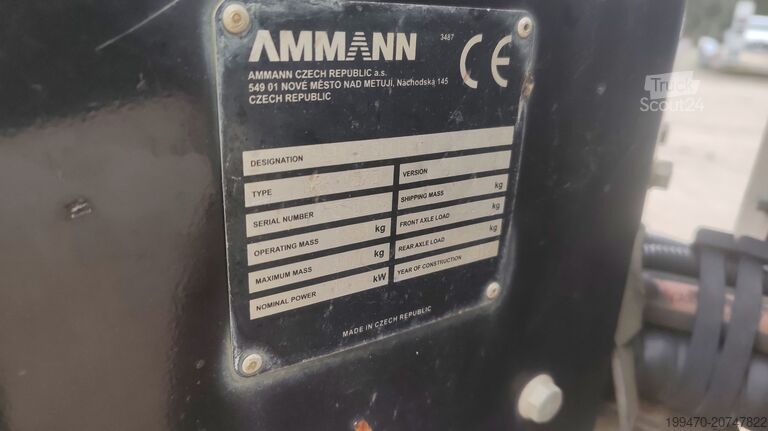 AMMANN
3487
CE
AMMANN CZECH REPUBLIC a.s.
549 01 NOVÉ MĚSTO NAD METUJÍ, Náchodská 145
CZECH REPUBLIC
DESIGNATION
TYPE
VERSION
SERIAL NUMBER
SHIPPING MASS kg
OPERATING MASS kg
FRONT AXLE LOAD kg
MAXIMUM MASS kg
REAR AXLE LOAD kg
NOMINAL POWER kW
YEAR OF CONSTRUCTION
MADE IN CZECH REPUBLIC
Truck
Scout24
199470-20747822